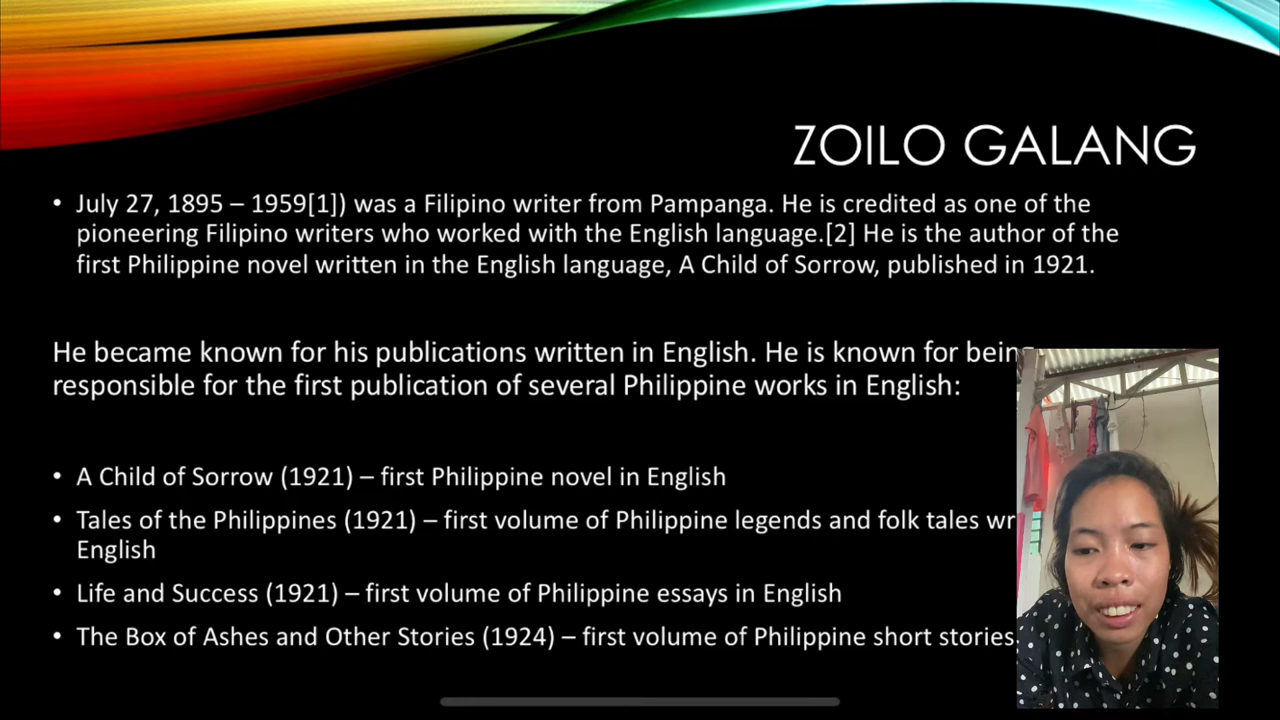 ZOILO GALANG
• July 27, 1895 – 1959[1]) was a Filipino writer from Pampanga. He is credited as one of the
pioneering Filipino writers who worked with the English language.[2] He is the author of the
first Philippine novel written in the English language, A Child of Sorrow, published in 1921.
He became known for his publications written in English. He is known for being
responsible for the first publication of several Philippine works in English:
• A Child of Sorrow (1921) – first Philippine novel in English
• Tales of the Philippines (1921) – first volume of Philippine legends and folk tales
English
• Life and Success (1921) – first volume of Philippine essays in English
• The Box of Ashes and Other Stories (1924) – first volume of Philippine short stories